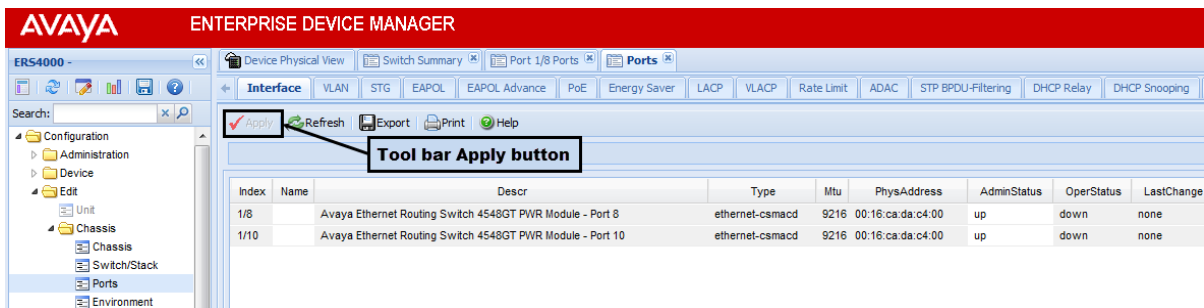 AVAYA ENTERPRISE DEVICE MANAGER
ERS4000 -
Device Physical View Switch Summary Port 1/8 Ports Ports
Interface VLAN STG EAPOL EAPOL Advance PoE Energy Saver LACP VLACP Rate Limit ADAC STP BPDU-Filtering DHCP Relay DHCP Snooping
Search:
Apply Refresh Export Print Help
Tool bar Apply button
Configuration
Administration
Device
Edit
Unit
Chassis
Chassis
Switch/Stack
Ports
Environment
Index Name Descr Type Mtu PhysAddress AdminStatus OperStatus LastChange
1/8 Avaya Ethernet Routing Switch 4548GT PWR Module - Port 8 ethernet-csmacd 9216 00:16:ca:da:c4:00 up down none
1/10 Avaya Ethernet Routing Switch 4548GT PWR Module - Port 10 ethernet-csmacd 9216 00:16:ca:da:c4:00 up down none